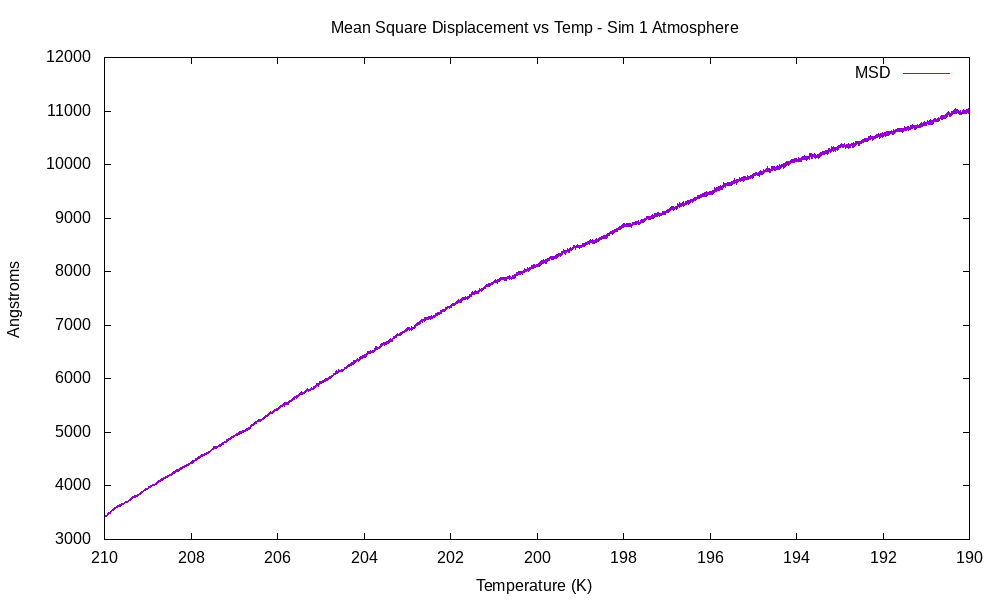 Mean Square Displacement vs Temp - Sim 1 Atmosphere
MSD
12000
11000
10000
9000
8000
7000
6000
5000
4000
3000
Angstroms
210 208 206 204 202 200 198 196 194 192 190
Temperature (K)